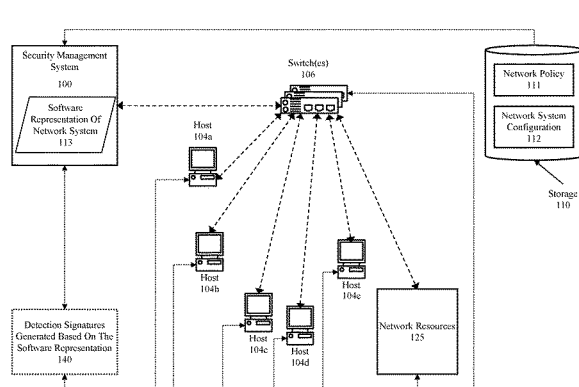 Security Management
System
100
Software
Representation Of
Network System
113
Switch(es)
106
Network Policy
111
Network System
Configuration
112
Storage
110
Host
104a
Host
104b
Host
104c
Host
104d
Host
104e
Network Resources
125
Detection Signatures
Generated Based On The
Software Representation
140